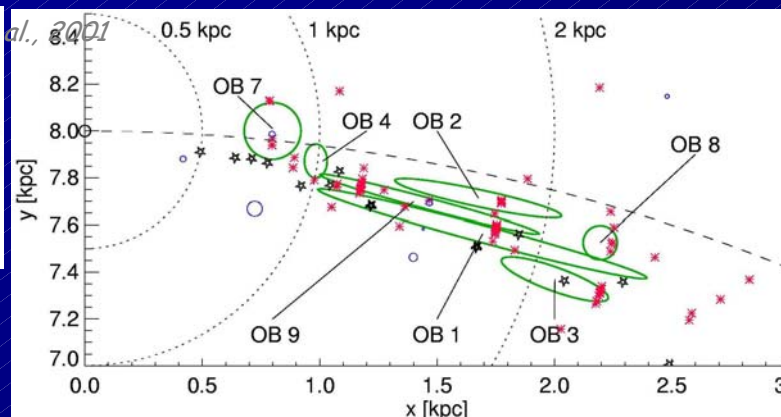 al., 2001
0.5 kpc
1 kpc
2 kpc
8.4
8.2
8.0
7.8
7.6
7.4
7.2
7.0
y [kpc]
OB 7
OB 4
OB 2
OB 8
OB 9
OB 1
OB 3
0.0
0.5
1.0
1.5
2.0
2.5
3
x [kpc]